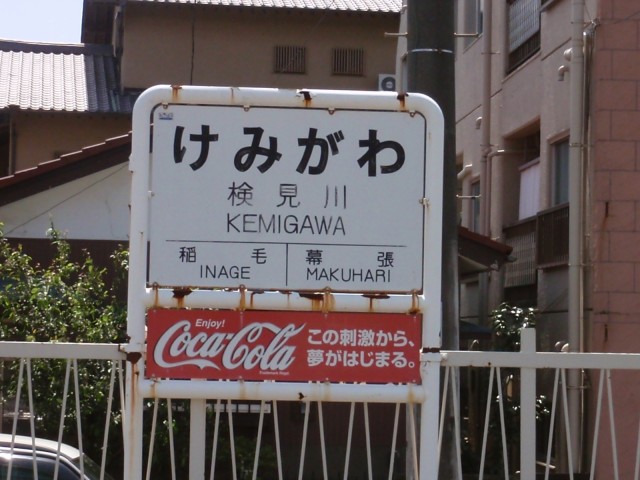 けみがわ
検見川
KEMIGAWA
稲毛 幕張
INAGE MAKUHARI
Enjoy!
Coca-Cola
この刺激から、
夢がはじまる。